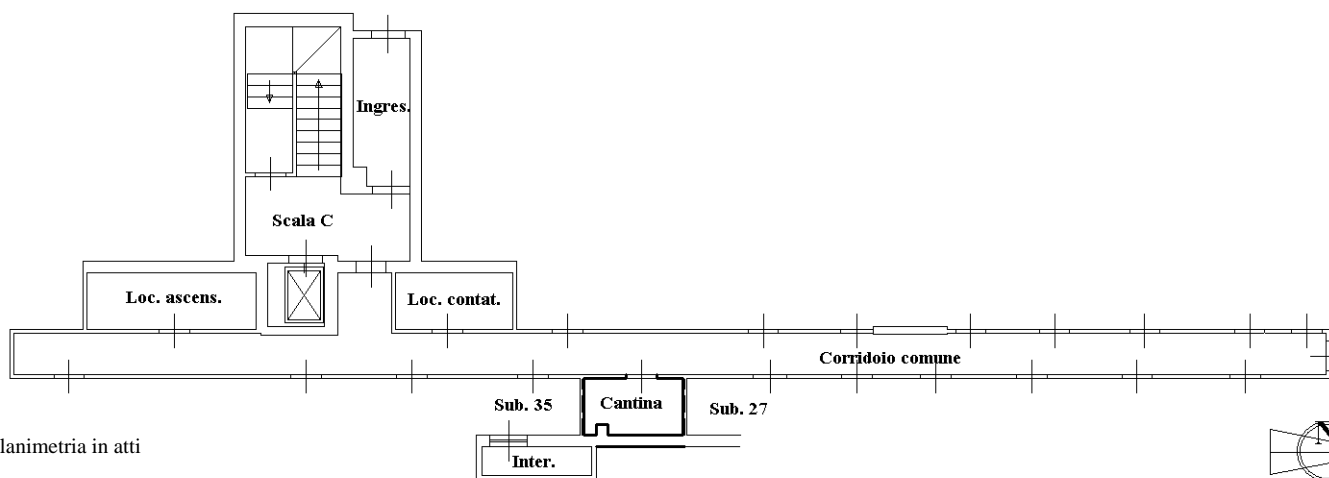 Ingres.
Scala C
Loc. ascens.
Loc. contat.
Corridoio comune
Sub. 35
Cantina
Sub. 27
lanimetria in atti
Inter.